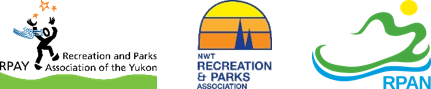 RPAY
Recreation and Parks
Association of the Yukon
NWT
RECREATION
& PARKS
ASSOCIATION
RPAN